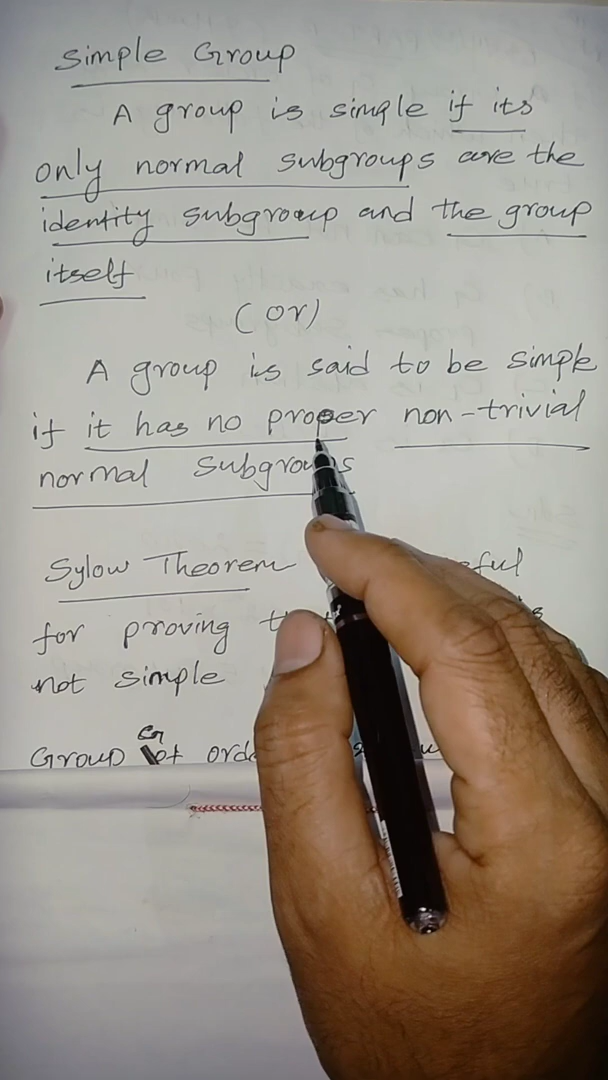 Simple Group
A group is simple if its
only normal subgroups are the
identity subgroup and the group
itself
(Or)
A group is said to be simple
if it has no proper non-trivial
normal subgroups
Sylow Theorem
for proving
not simple
Group G of